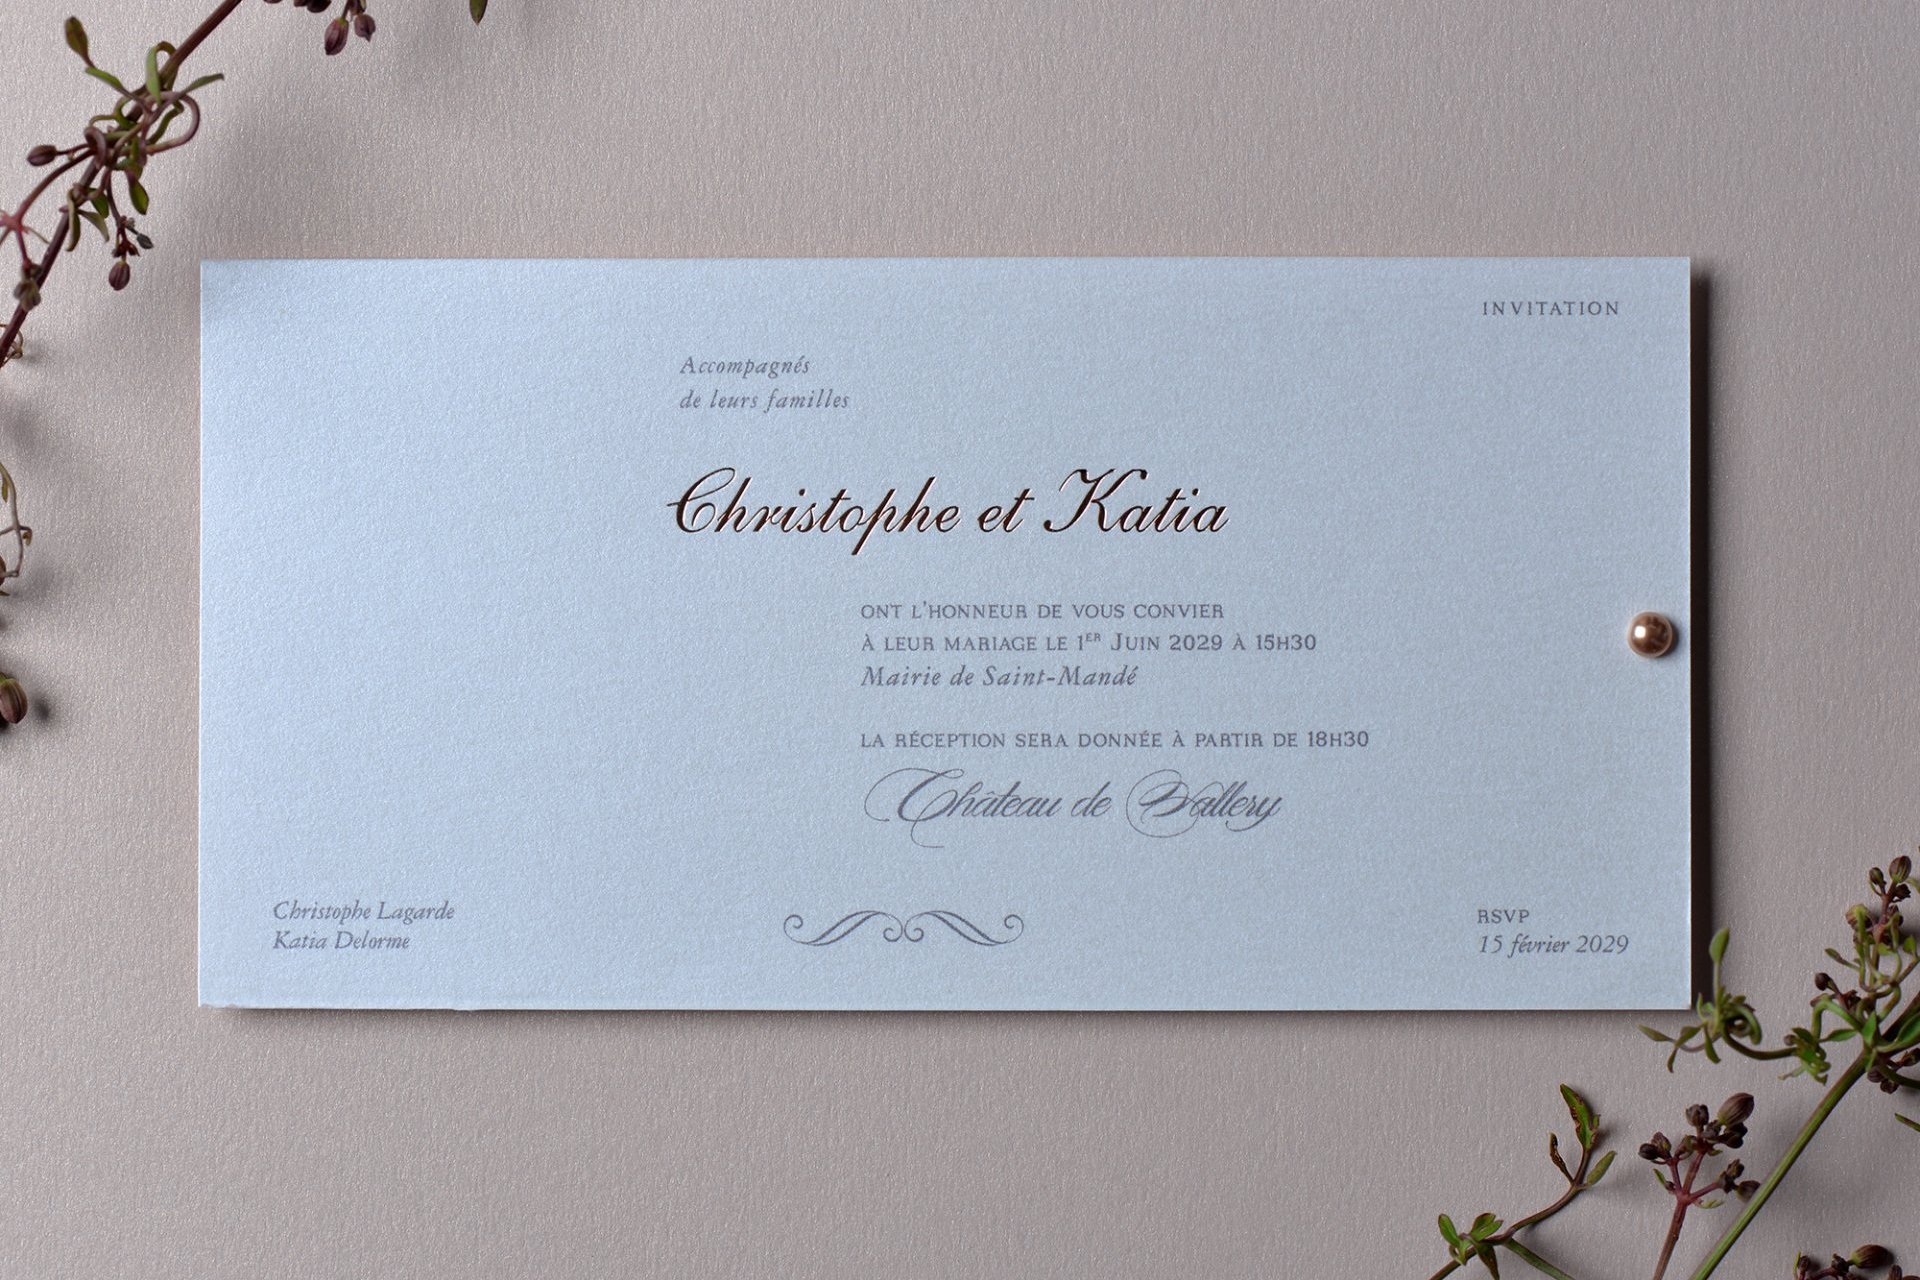 INVITATION
Accompagnés
de leurs familles
Christophe et Katia
ONT L'HONNEUR DE VOUS CONVIER
À LEUR MARIAGE LE 1ER JUIN 2029 À 15H30
Mairie de Saint-Mandé
LA RÉCEPTION SERA DONNÉE À PARTIR DE 18H30
Château de Vallery
Christophe Lagarde
Katia Delorme
RSVP
15 février 2029